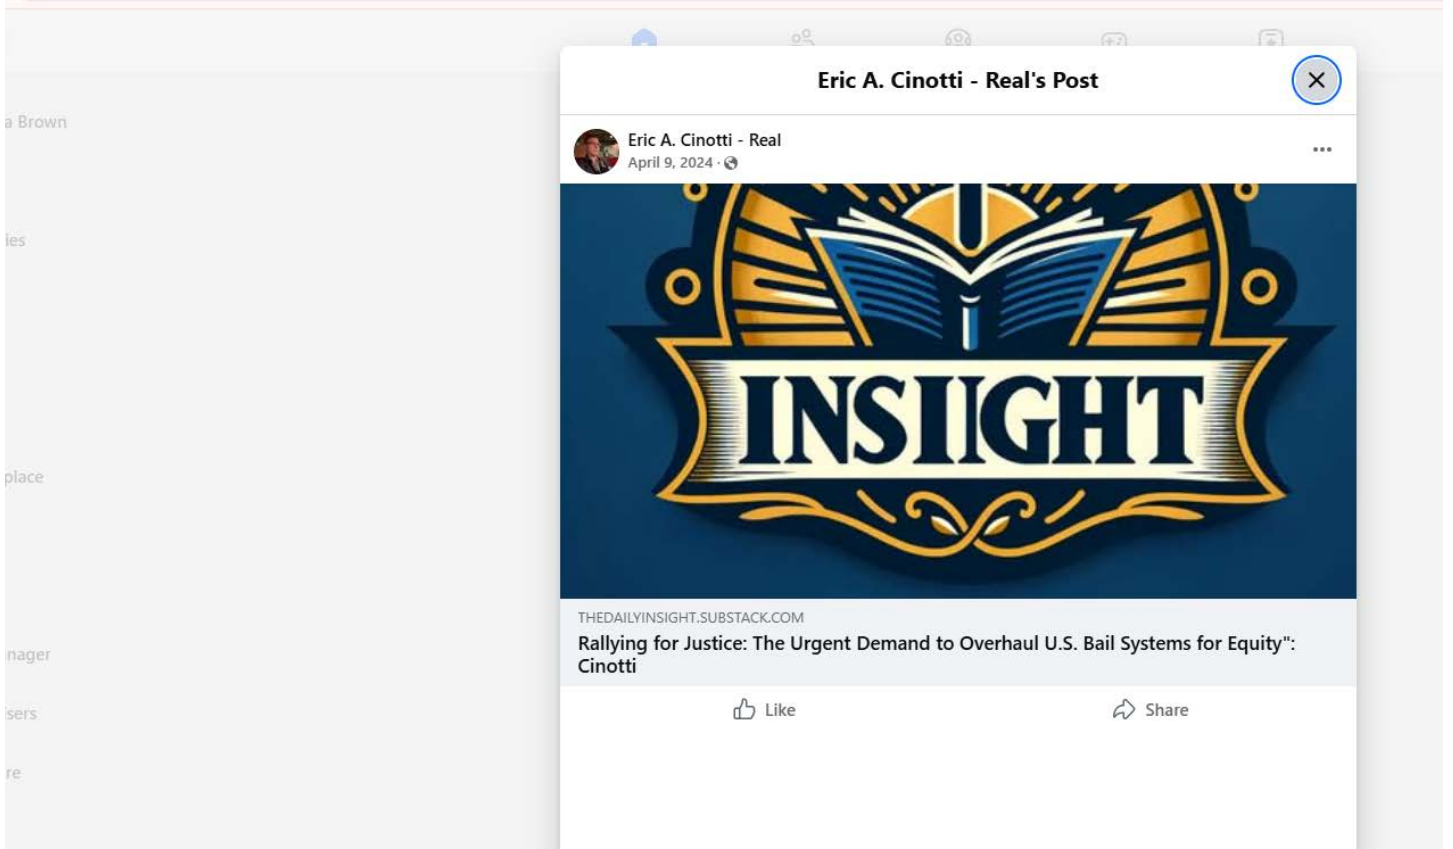 Eric A. Cinotti - Real's Post
Eric A. Cinotti - Real
April 9, 2024 ·
a Brown
ies
place
nager
isers
re
INSIIGHT
THEDAILYINSIGHT.SUBSTACK.COM
Rallying for Justice: The Urgent Demand to Overhaul U.S. Bail Systems for Equity":
Cinotti
Like
Share